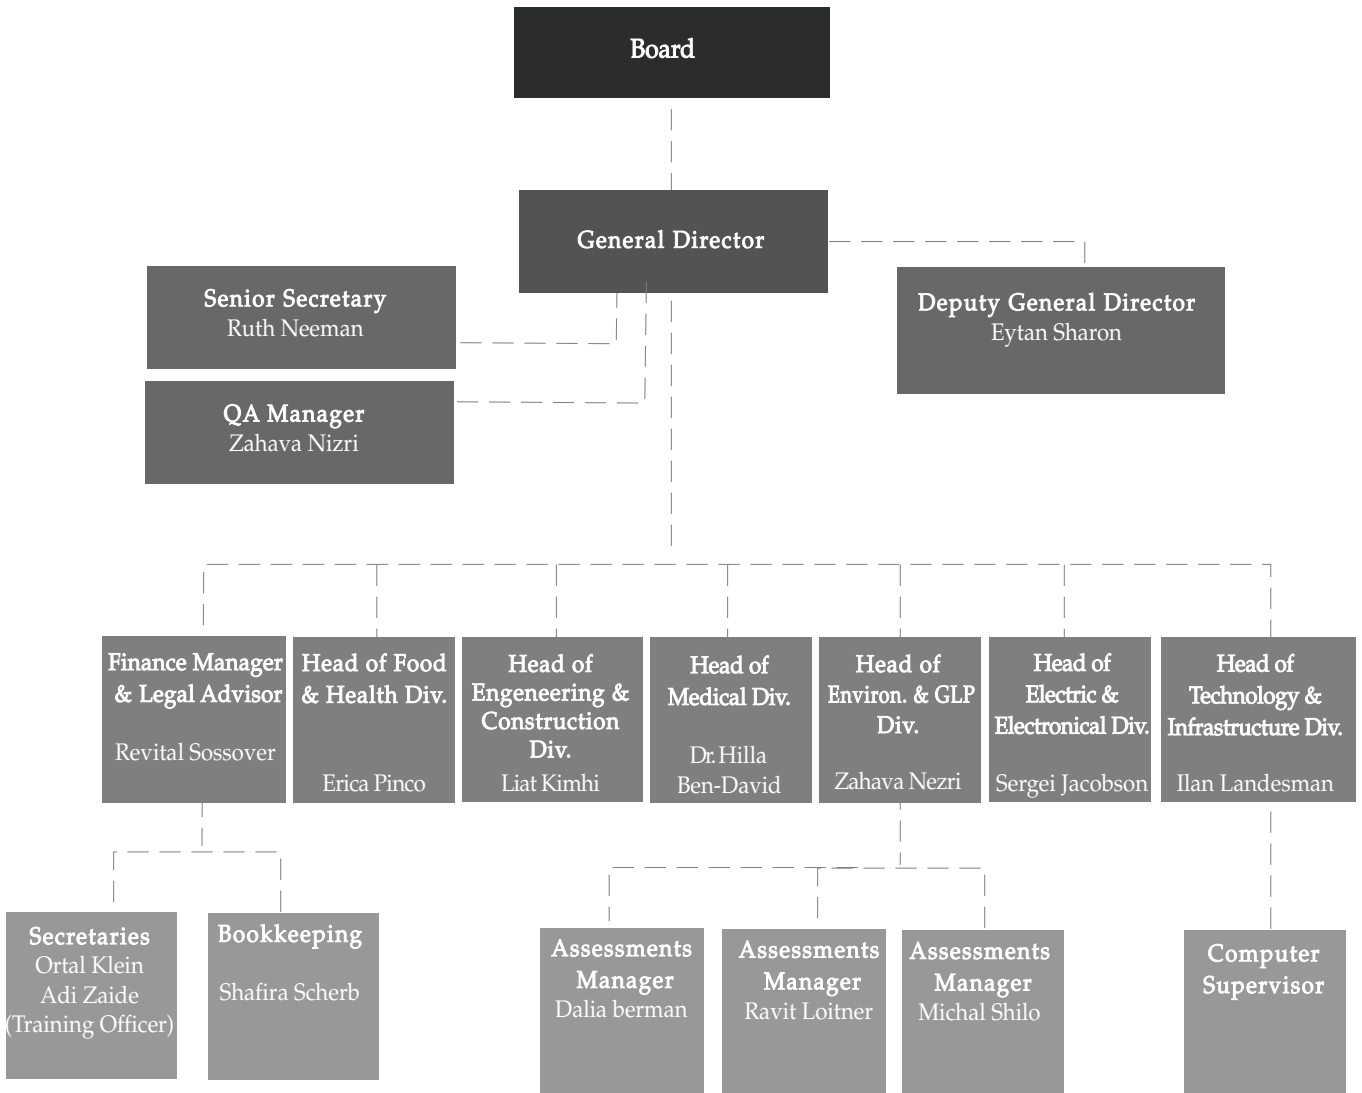 Board
General Director
Senior Secretary
Ruth Neeman
Deputy General Director
Eytan Sharon
QA Manager
Zahava Nizri
Finance Manager
& Legal Advisor
Revital Sossover
Head of Food
& Health Div.
Erica Pinco
Head of
Engeneering &
Construction
Div.
Liat Kimhi
Head of
Medical Div.
Dr. Hilla
Ben-David
Head of
Environ. & GLP
Div.
Zahava Nezri
Head of
Electric &
Electronical Div.
Sergei Jacobson
Head of
Technology &
Infrastructure Div.
Ilan Landesman
Secretaries
Ortal Klein
Adi Zaide
(Training Officer)
Bookkeeping
Shafira Scherb
Assessments
Manager
Dalia berman
Assessments
Manager
Ravit Loitner
Assessments
Manager
Michal Shilo
Computer
Supervisor